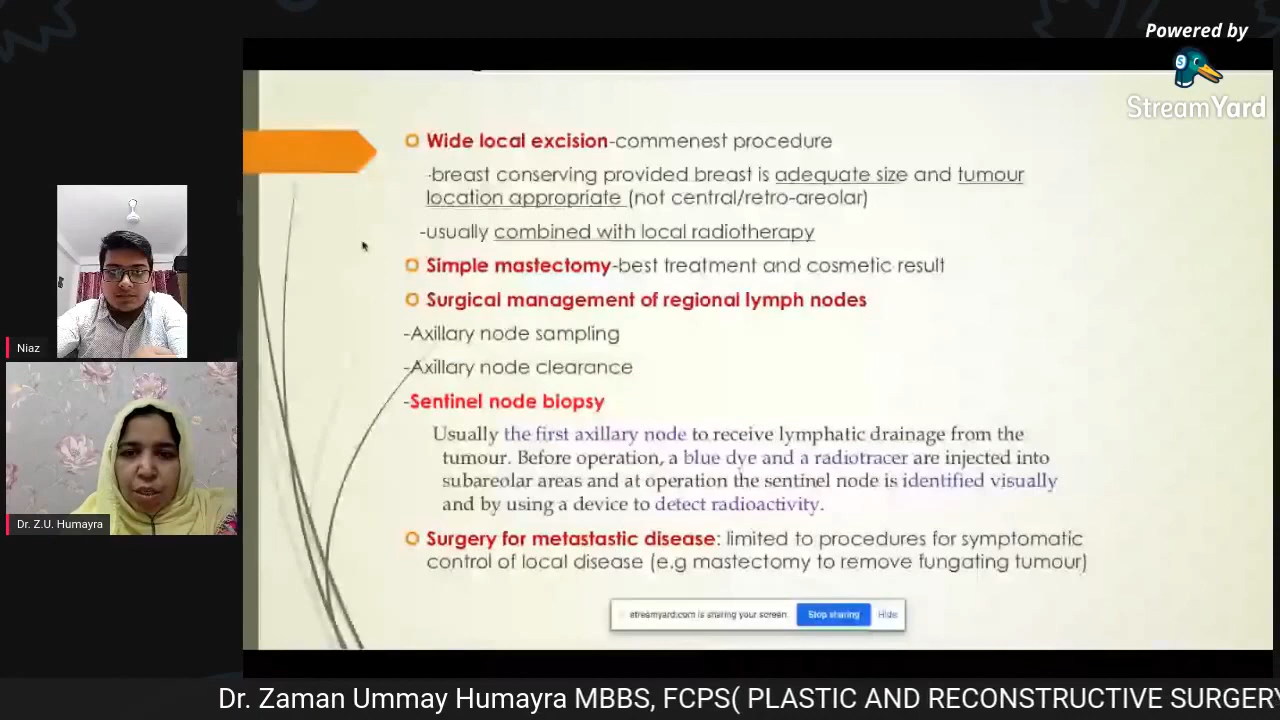 Powered by
StreamYard
Wide local excision-commenest procedure
-breast conserving provided breast is adequate size and tumour
location appropriate (not central/retro-areolar)
-usually combined with local radiotherapy
Simple mastectomy-best treatment and cosmetic result
Surgical management of regional lymph nodes
-Axillary node sampling
-Axillary node clearance
-Sentinel node biopsy
Usually the first axillary node to receive lymphatic drainage from the
tumour. Before operation, a blue dye and a radiotracer are injected into
subareolar areas and at operation the sentinel node is identified visually
and by using a device to detect radioactivity.
Surgery for metastastic disease: limited to procedures for symptomatic
control of local disease (e.g mastectomy to remove fungating tumour)
streamyard.com is sharing your screen. Stop sharing Hide
Niaz
Dr. Z.U. Humayra
Dr. Zaman Ummay Humayra MBBS, FCPS( PLASTIC AND RECONSTRUCTIVE SURGERY